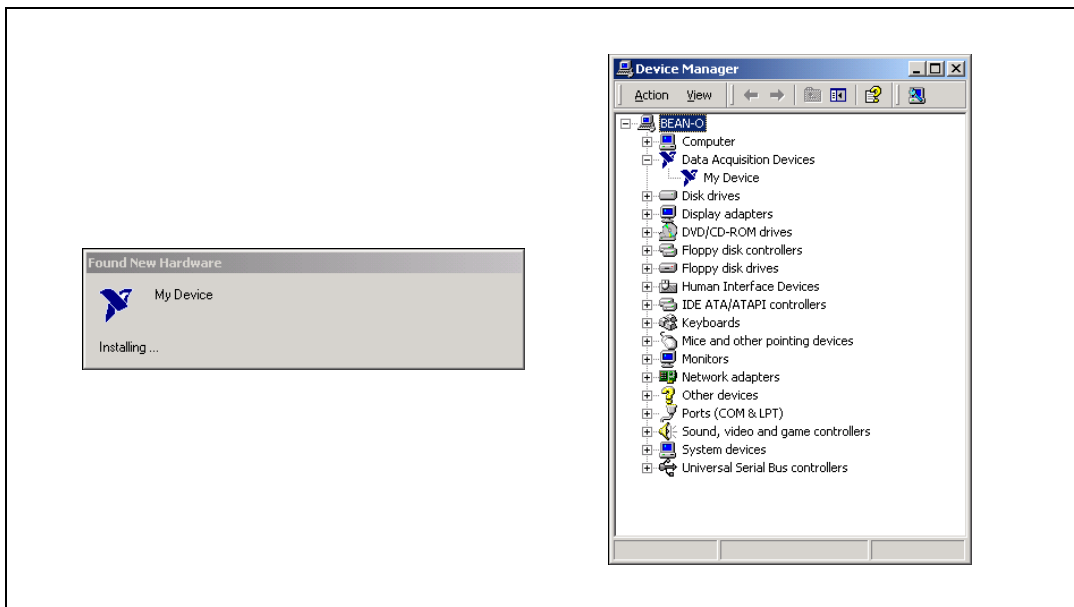 Found New Hardware
My Device
Installing ...
Device Manager
Action View
BEAN-O
Computer
Data Acquisition Devices
My Device
Disk drives
Display adapters
DVD/CD-ROM drives
Floppy disk controllers
Floppy disk drives
Human Interface Devices
IDE ATA/ATAPI controllers
Keyboards
Mice and other pointing devices
Monitors
Network adapters
Other devices
Ports (COM & LPT)
Sound, video and game controllers
System devices
Universal Serial Bus controllers